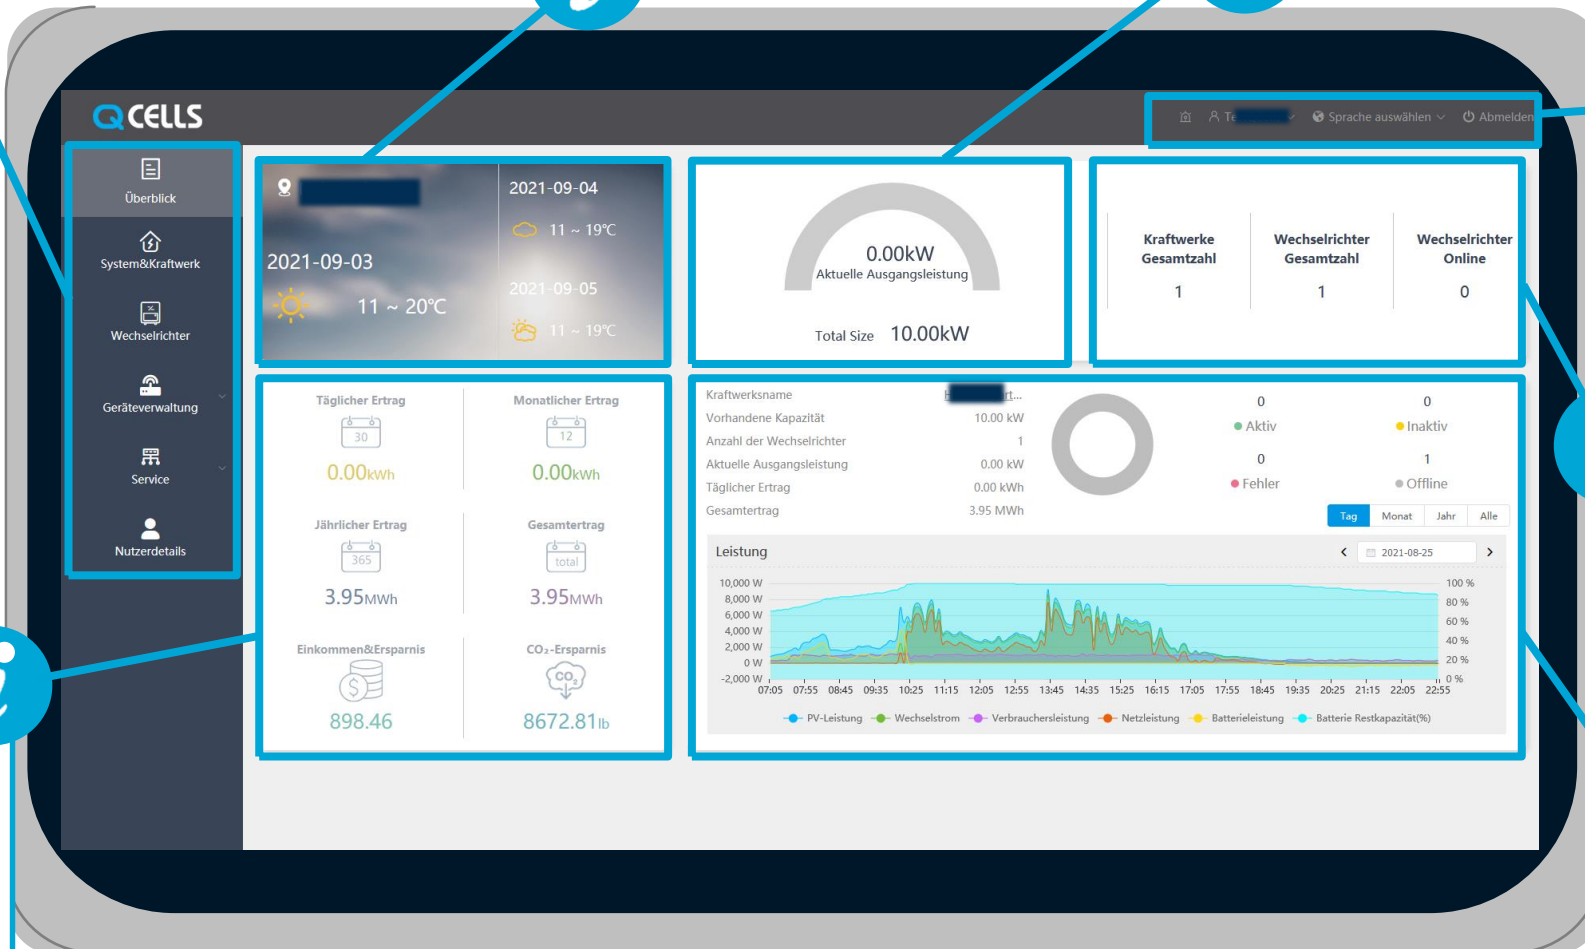 Q CELLS
Sprache auswählen
Abmelden
Überblick
System&Kraftwerk
Wechselrichter
Geräteverwaltung
Service
Nutzerdetails
2021-09-03
11 ~ 20℃
2021-09-04
11 ~ 19℃
2021-09-05
11 ~ 19℃
0.00kW
Aktuelle Ausgangsleistung
Total Size 10.00kW
Kraftwerke Gesamtzahl
1
Wechselrichter Gesamtzahl
1
Wechselrichter Online
0
Täglicher Ertrag
30
0.00kWh
Monatlicher Ertrag
12
0.00kWh
Jährlicher Ertrag
365
3.95MWh
Gesamtertrag
total
3.95MWh
Einkommen&Ersparnis
$
898.46
CO₂-Ersparnis
CO₂
8672.81lb
Kraftwerksname
Vorhandene Kapazität 10.00 kW
Anzahl der Wechselrichter 1
Aktuelle Ausgangsleistung 0.00 kW
Täglicher Ertrag 0.00 kWh
Gesamtertrag 3.95 MWh
0
Aktiv
0
Inaktiv
0
Fehler
1
Offline
Tag Monat Jahr Alle
Leistung
< 2021-08-25 >
10,000 W 100 %
8,000 W 80 %
6,000 W 60 %
4,000 W 40 %
2,000 W 20 %
0 W
-2,000 W 0 %
07:05 07:55 08:45 09:35 10:25 11:15 12:05 12:55 13:45 14:35 15:25 16:15 17:05 17:55 18:45 19:35 20:25 21:15 22:05 22:55
PV-Leistung Wechselstrom Verbrauchersleistung Netzleistung Batterieleistung Batterie Restkapazität(%)